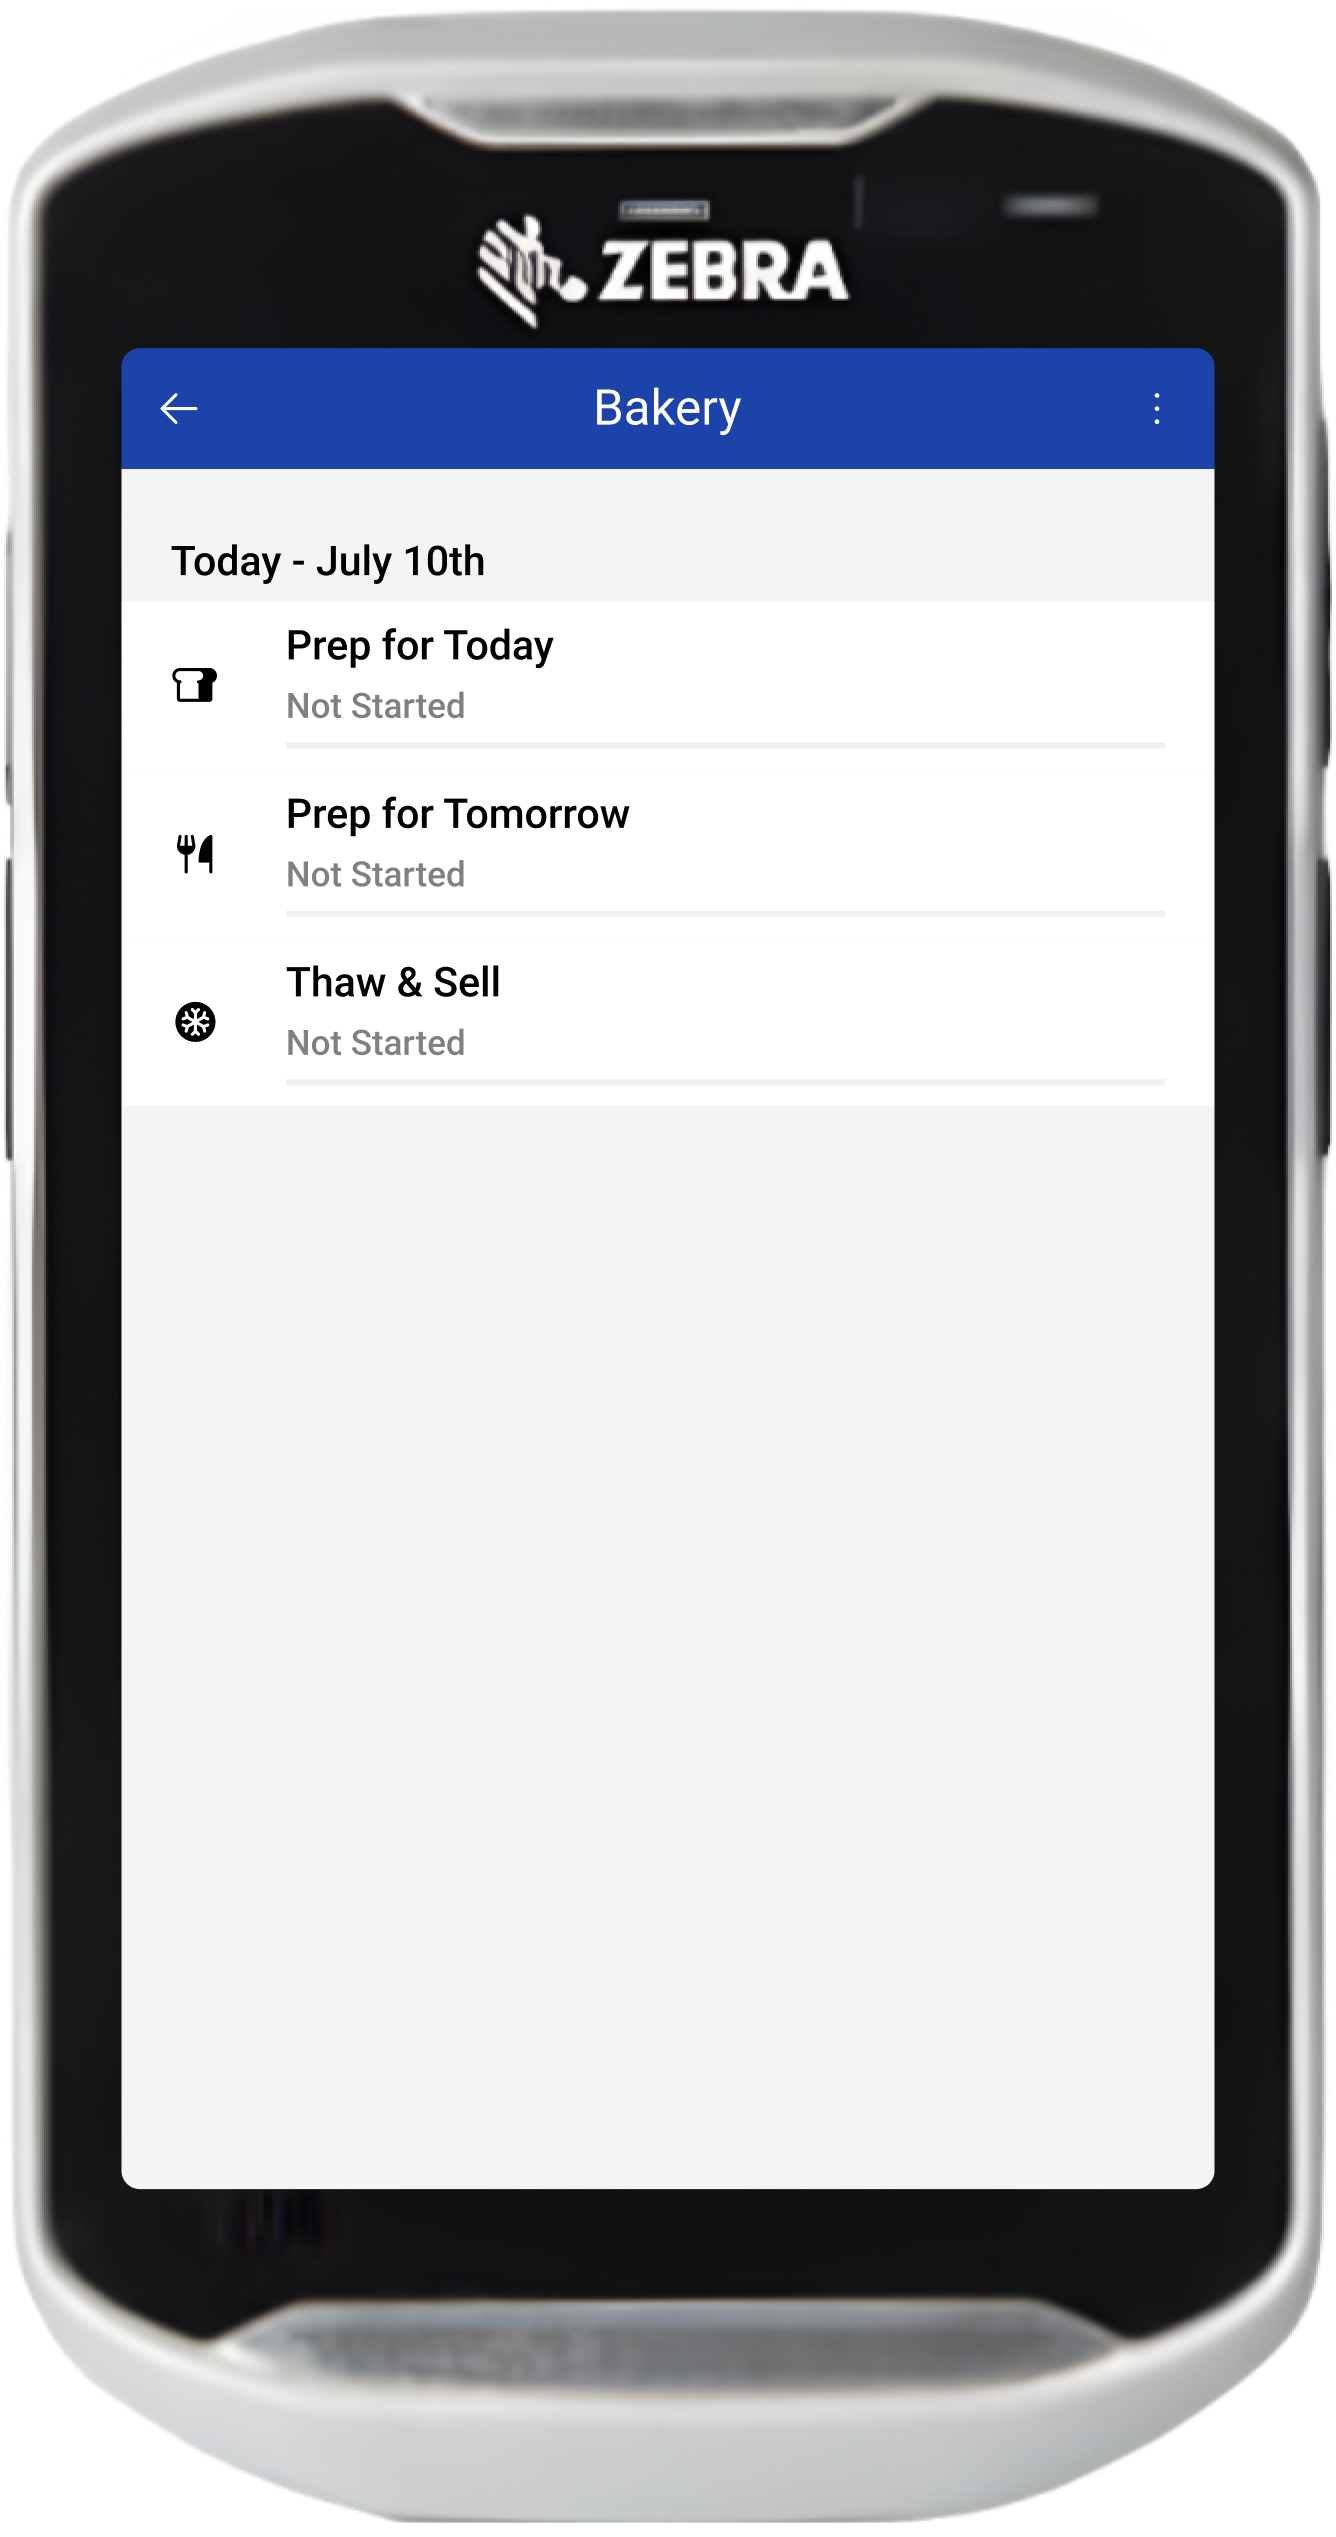 ZEBRA
Bakery
Today - July 10th
Prep for Today
Not Started
Prep for Tomorrow
Not Started
Thaw & Sell
Not Started